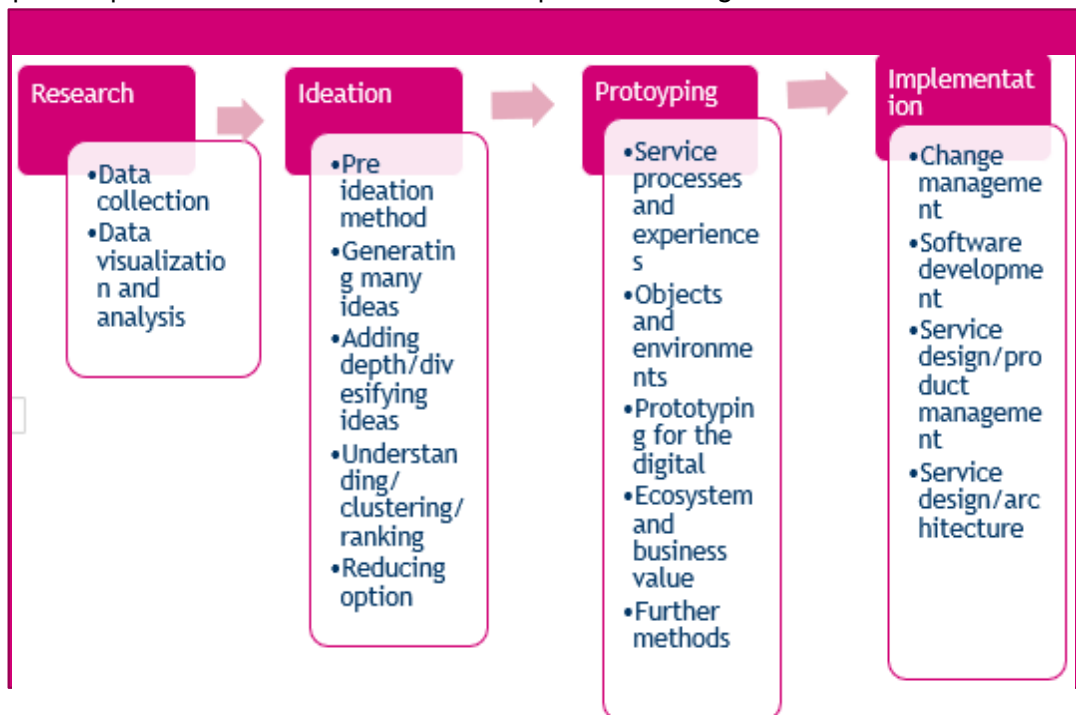 Research
•Data
collection
•Data
visualizatio
n and
analysis
Ideation
•Pre
ideation
method
•Generatin
g many
ideas
•Adding
depth/div
esifying
ideas
•Understan
ding/
clustering/
ranking
•Reducing
option
Protoyping
•Service
processes
and
experience
s
•Objects
and
environme
nts
•Prototypin
g for the
digital
•Ecosystem
and
business
value
•Further
methods
Implementat
ion
•Change
manageme
nt
•Software
developme
nt
•Service
design/pro
duct
manageme
nt
•Service
design/arc
hitecture